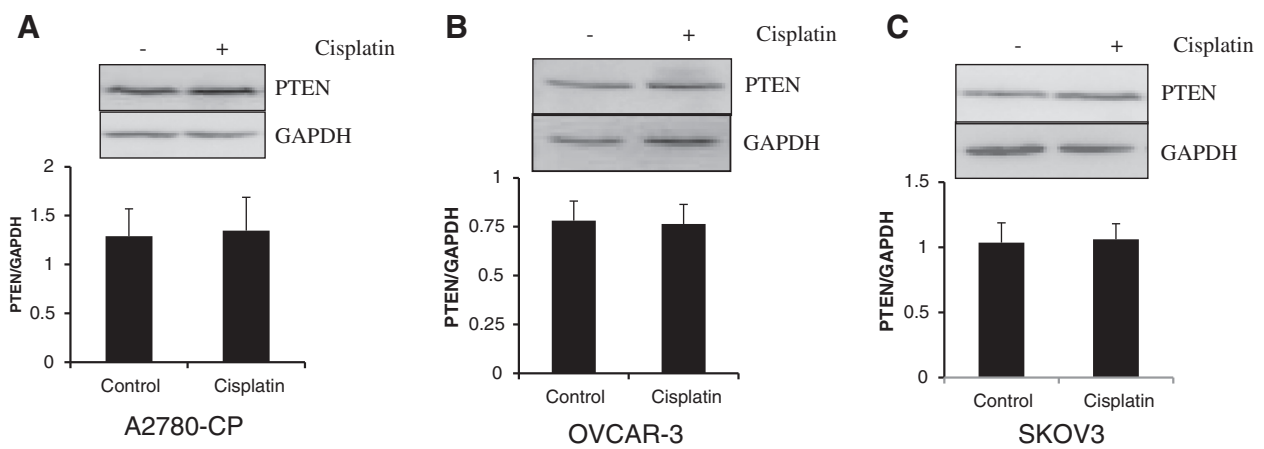 A
- + Cisplatin
PTEN
GAPDH
2
1.5
1
0.5
0
PTEN/GAPDH
Control Cisplatin
A2780-CP
B
- + Cisplatin
PTEN
GAPDH
1
0.75
0.5
0.25
0
PTEN/GAPDH
Control Cisplatin
OVCAR-3
C
- + Cisplatin
PTEN
GAPDH
1.5
1
0.5
0
PTEN/GAPDH
Control Cisplatin
SKOV3